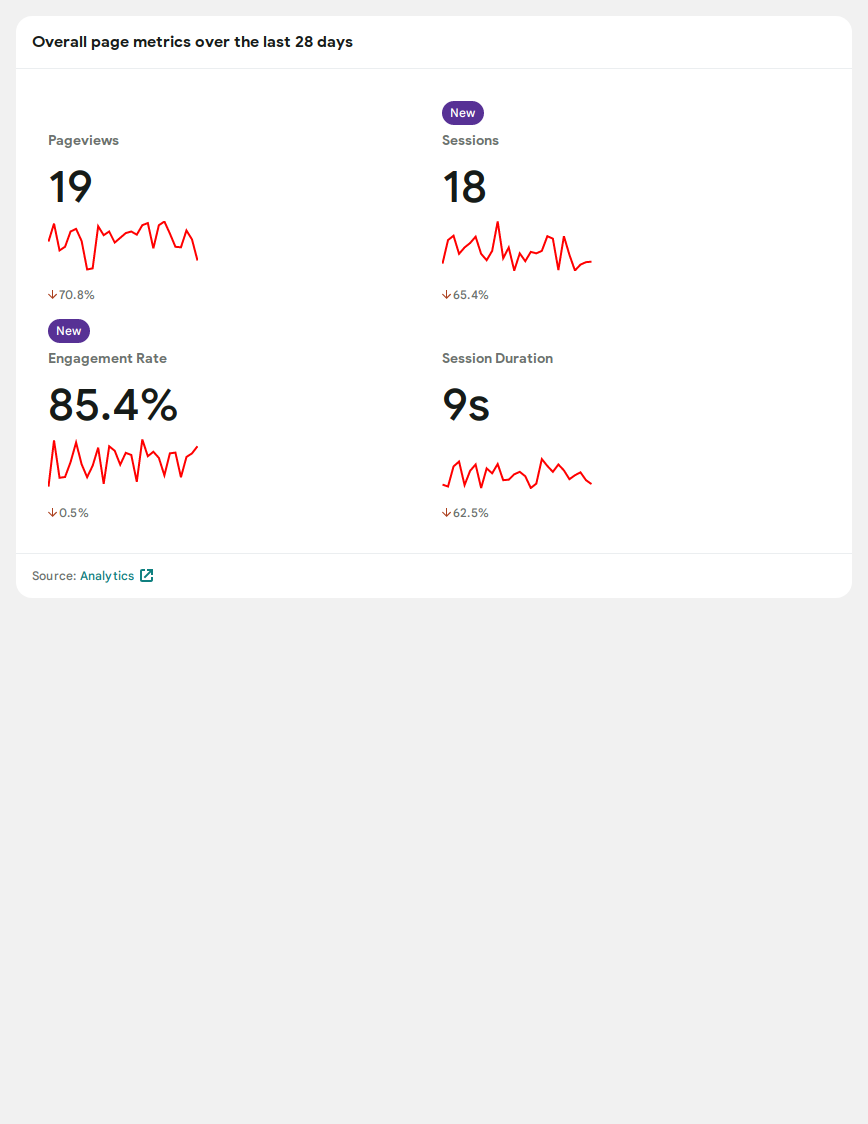 Overall page metrics over the last 28 days
Pageviews
19
70.8%
New
Sessions
18
65.4%
New
Engagement Rate
85.4%
0.5%
Session Duration
9s
62.5%
Source: Analytics